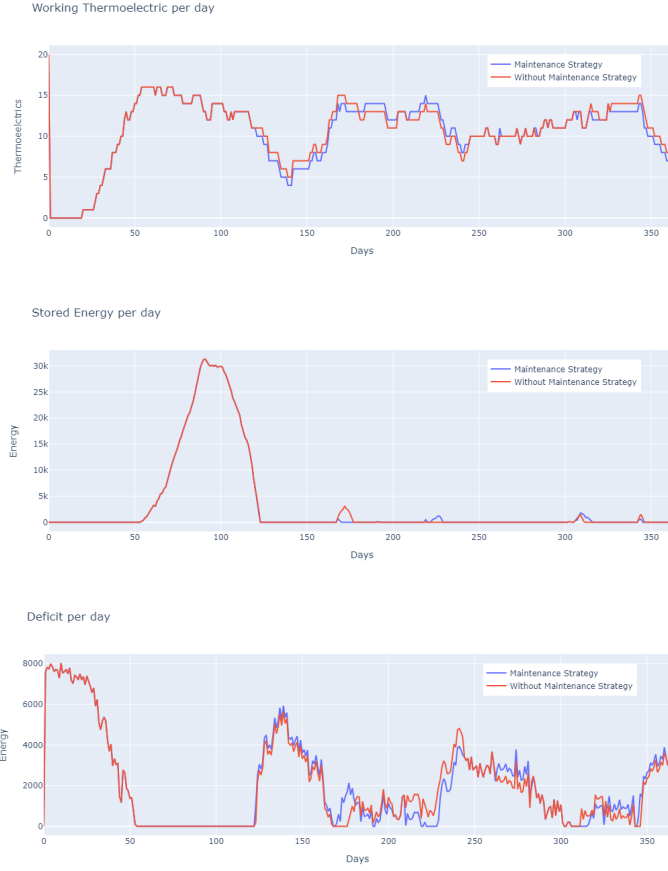 Working Thermoelectric per day
20
15
10
5
0
0 50 100 150 200 250 300 350
Thermoeelctrics
Days
Maintenance Strategy
Without Maintenance Strategy
Stored Energy per day
30k
25k
20k
15k
10k
5k
0
0 50 100 150 200 250 300 350
Energy
Days
Maintenance Strategy
Without Maintenance Strategy
Deficit per day
8000
6000
4000
2000
0
0 50 100 150 200 250 300 350
Energy
Days
Maintenance Strategy
Without Maintenance Strategy